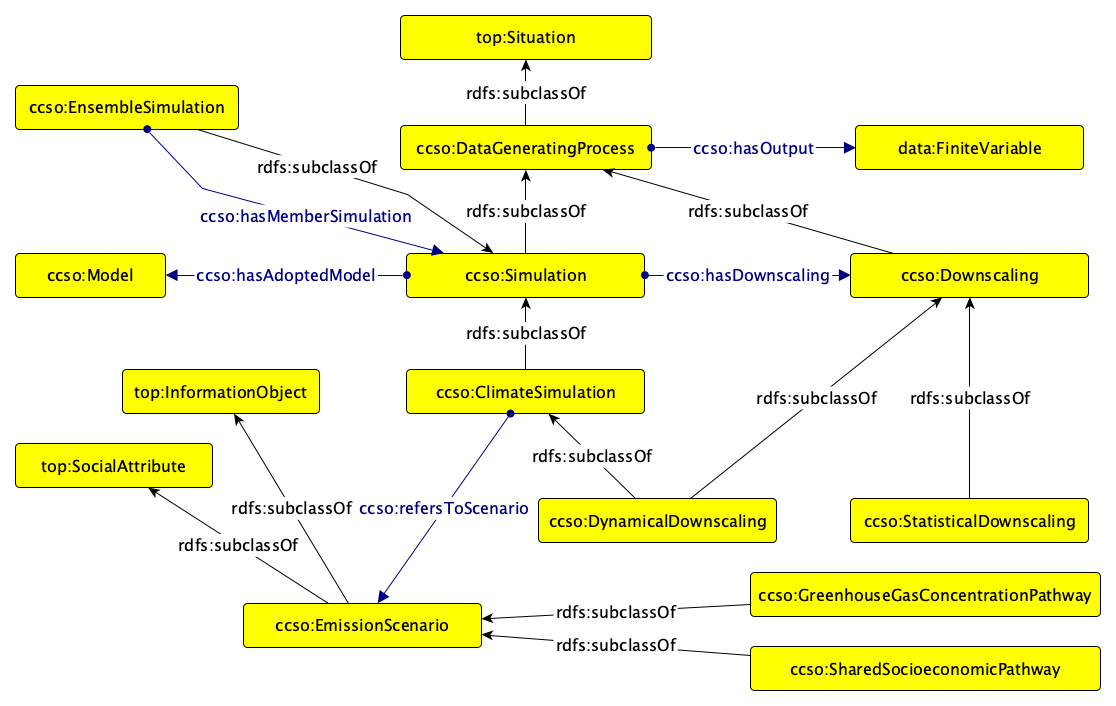 top:Situation
rdfs:subclassOf
ccso:EnsembleSimulation
ccso:DataGeneratingProcess
ccso:hasOutput
data:FiniteVariable
rdfs:subclassOf
rdfs:subclassOf
rdfs:subclassOf
ccso:hasMemberSimulation
ccso:Model
ccso:hasAdoptedModel
ccso:Simulation
ccso:hasDownscaling
ccso:Downscaling
rdfs:subclassOf
top:InformationObject
ccso:ClimateSimulation
rdfs:subclassOf
rdfs:subclassOf
top:SocialAttribute
rdfs:subclassOf
rdfs:subclassOf
ccso:refersToScenario
ccso:DynamicalDownscaling
ccso:StatisticalDownscaling
rdfs:subclassOf
ccso:GreenhouseGasConcentrationPathway
rdfs:subclassOf
ccso:EmissionScenario
rdfs:subclassOf
ccso:SharedSocioeconomicPathway